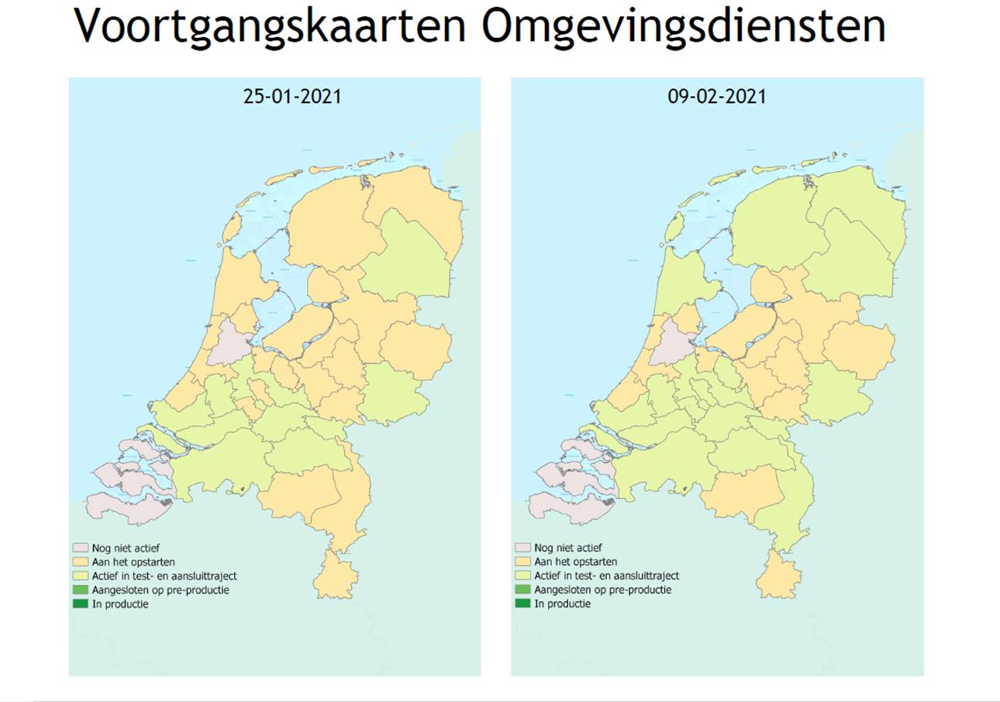 Voortgangskaarten Omgevingsdiensten
25-01-2021
Nog niet actief
Aan het opstarten
Actief in test- en aansluittraject
Aangesloten op pre-productie
In productie
09-02-2021
Nog niet actief
Aan het opstarten
Actief in test- en aansluittraject
Aangesloten op pre-productie
In productie